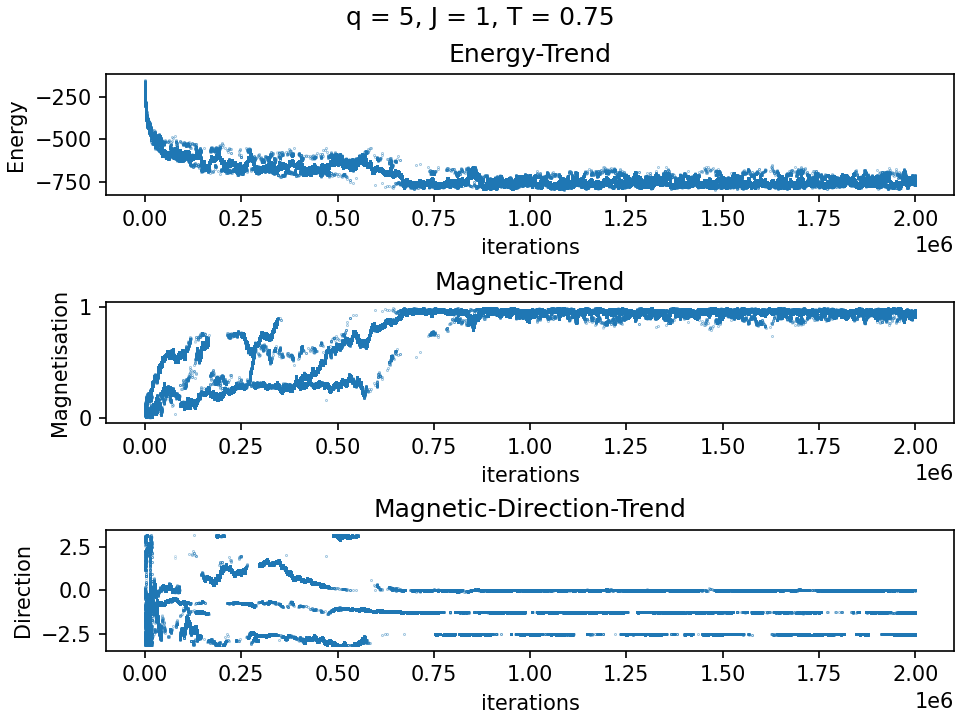 q = 5, J = 1, T = 0.75
Energy-Trend
Energy
−250
−500
−750
0.00 0.25 0.50 0.75 1.00 1.25 1.50 1.75 2.00
iterations
1e6
Magnetic-Trend
Magnetisation
1
0
0.00 0.25 0.50 0.75 1.00 1.25 1.50 1.75 2.00
iterations
1e6
Magnetic-Direction-Trend
Direction
2.5
0.0
−2.5
0.00 0.25 0.50 0.75 1.00 1.25 1.50 1.75 2.00
iterations
1e6